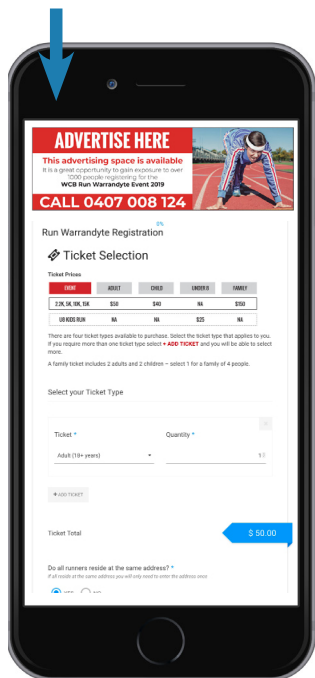 ADVERTISE HERE
This advertising space is available
It is a great opportunity to gain exposure to over
1000 people registering for the
WCB Run Warrandyte Event 2019
CALL 0407 008 124
0%
Run Warrandyte Registration
Ticket Selection
Ticket Prices
EVENT ADULT CHILD UNDER 8 FAMILY
2.2K, 5K, 10K, 15K $50 $40 NA $150
U8 KIDS RUN NA NA $25 NA
There are four ticket types available to purchase. Select the ticket type that applies to you.
If you require more than one ticket type select + ADD TICKET and you will be able to select
more.
A family ticket includes 2 adults and 2 children – select 1 for a family of 4 people.
Select your Ticket Type
Ticket * Quantity *
Adult (18+ years) 1
+ ADD TICKET
Ticket Total $ 50.00
Do all runners reside at the same address? *
If all reside at the same address you will only need to enter the address once
YES NO